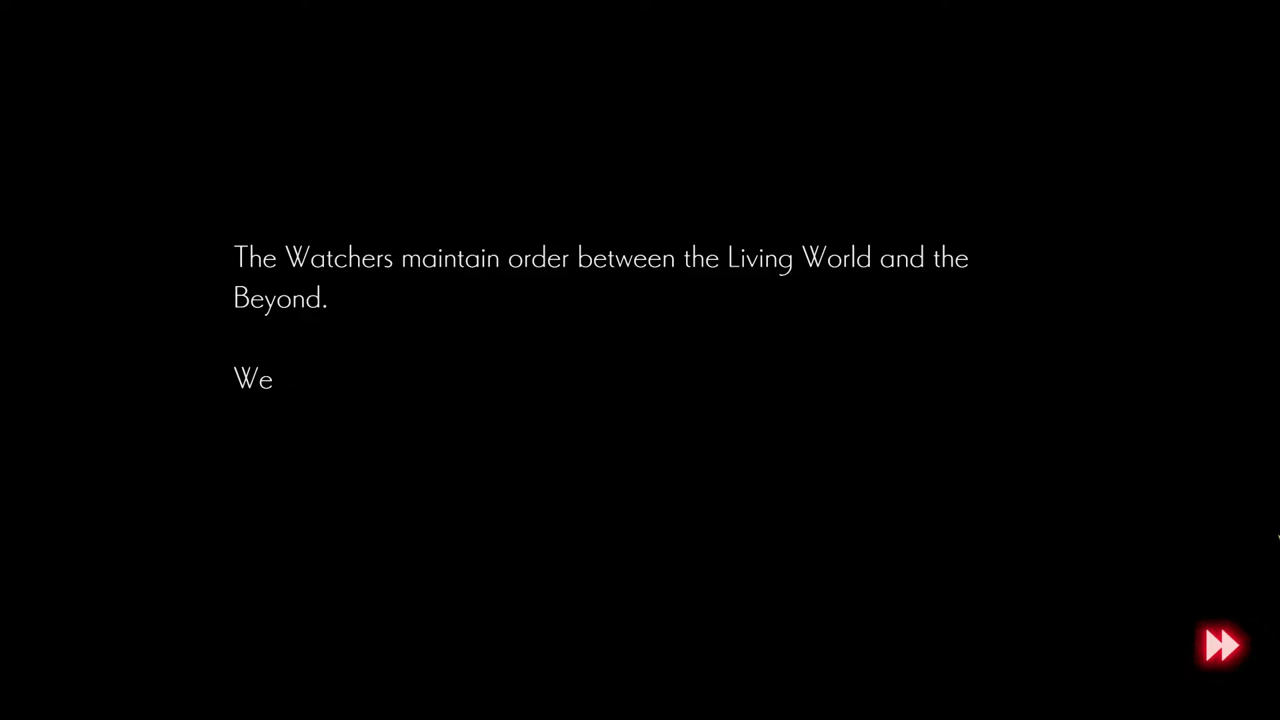 The Watchers maintain order between the Living World and the
Beyond.
We